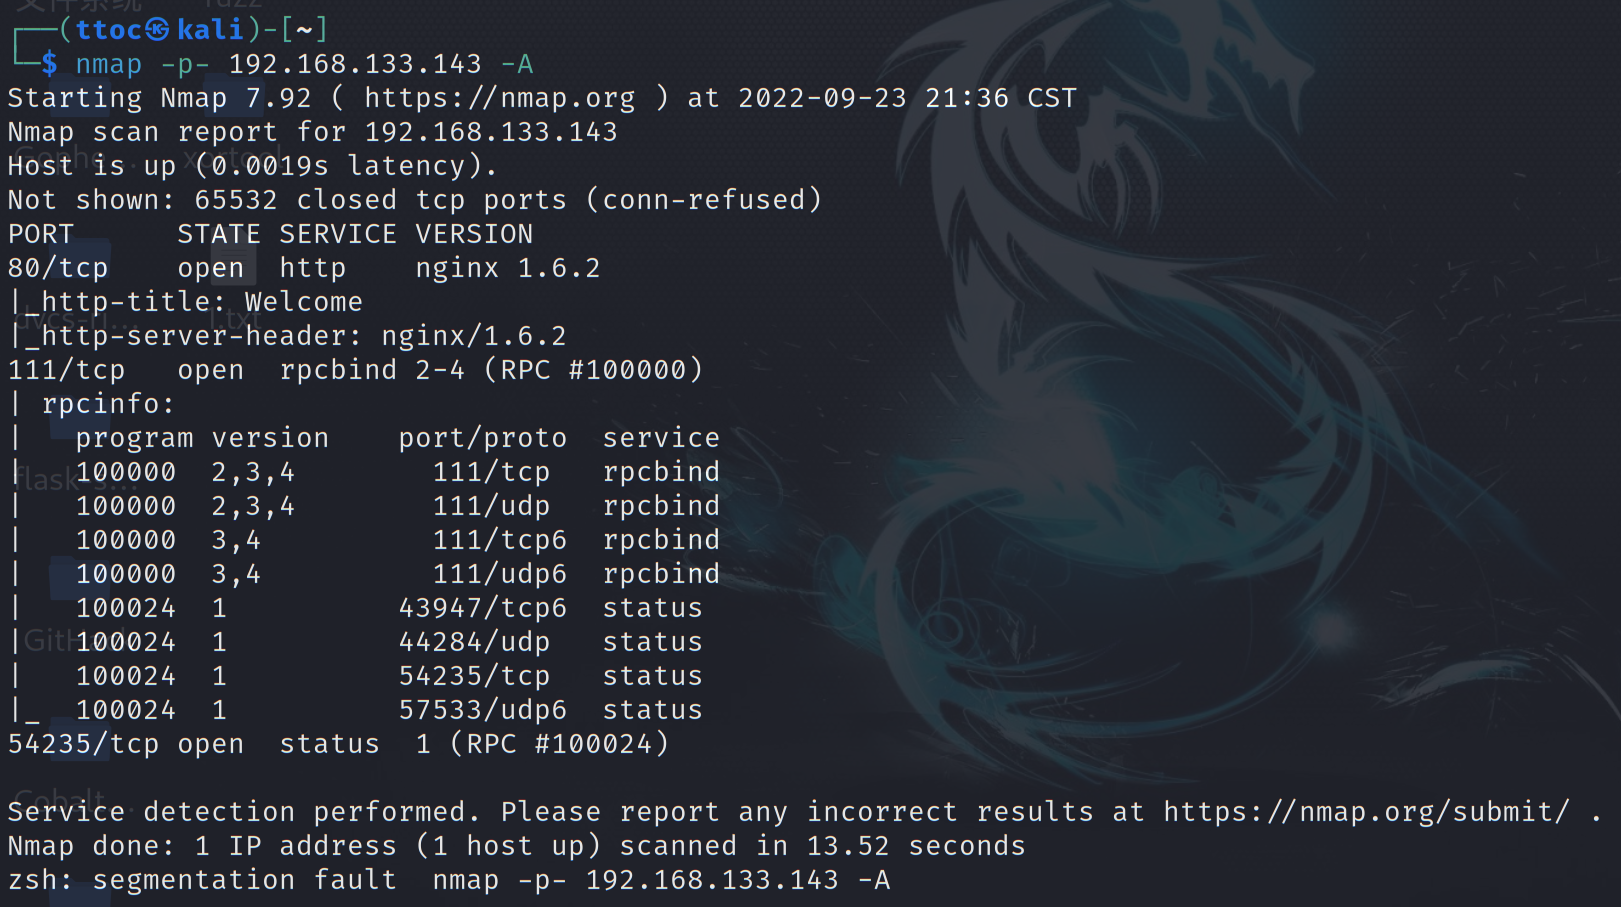 文件系统 fuzz
┌──(ttoc㉿kali)-[~]
└─$ nmap -p- 192.168.133.143 -A
Starting Nmap 7.92 ( https://nmap.org ) at 2022-09-23 21:36 CST
Nmap scan report for 192.168.133.143
Host is up (0.0019s latency).
Not shown: 65532 closed tcp ports (conn-refused)
PORT      STATE SERVICE VERSION
80/tcp    open  http    nginx 1.6.2
|_http-title: Welcome
|_http-server-header: nginx/1.6.2
111/tcp   open  rpcbind 2-4 (RPC #100000)
| rpcinfo:
|   program version    port/proto  service
|   100000  2,3,4        111/tcp   rpcbind
|   100000  2,3,4        111/udp   rpcbind
|   100000  3,4          111/tcp6  rpcbind
|   100000  3,4          111/udp6  rpcbind
|   100024  1          43947/tcp6  status
|   100024  1          44284/udp   status
|   100024  1          54235/tcp   status
|_  100024  1          57533/udp6  status
54235/tcp open  status  1 (RPC #100024)
Service detection performed. Please report any incorrect results at https://nmap.org/submit/ .
Nmap done: 1 IP address (1 host up) scanned in 13.52 seconds
zsh: segmentation fault  nmap -p- 192.168.133.143 -A